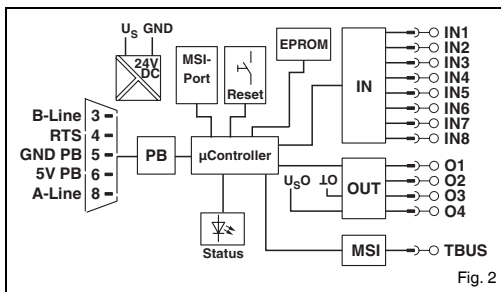 US GND
24V
DC
MSI-
Port
Reset
EPROM
IN
IN1
IN2
IN3
IN4
IN5
IN6
IN7
IN8
B-Line 3
RTS 4
GND PB 5
5V PB 6
A-Line 8
PB
µController
Status
USO
⊥O
OUT
O1
O2
O3
O4
MSI
TBUS
Fig. 2